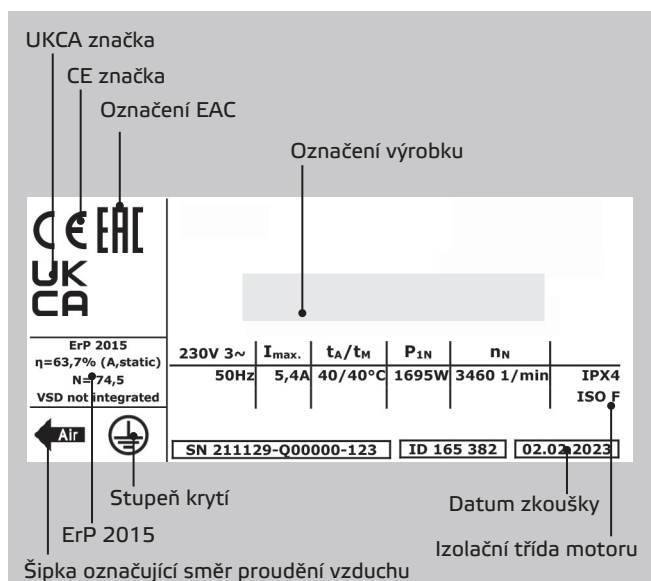 UKCA značka
CE značka
Označení EAC
Označení výrobku
CE EAC
UK
CA
ErP 2015
η=63,7% (A,static)
N=74,5
VSD not integrated
230V 3~ Imax. tA/tM P1N nN
50Hz 5,4A 40/40°C 1695W 3460 1/min IPX4
ISO F
Air
SN 211129-Q00000-123 ID 165 382 02.02.2023
Stupeň krytí
Datum zkoušky
ErP 2015
Izolační třída motoru
Šipka označující směr proudění vzduchu